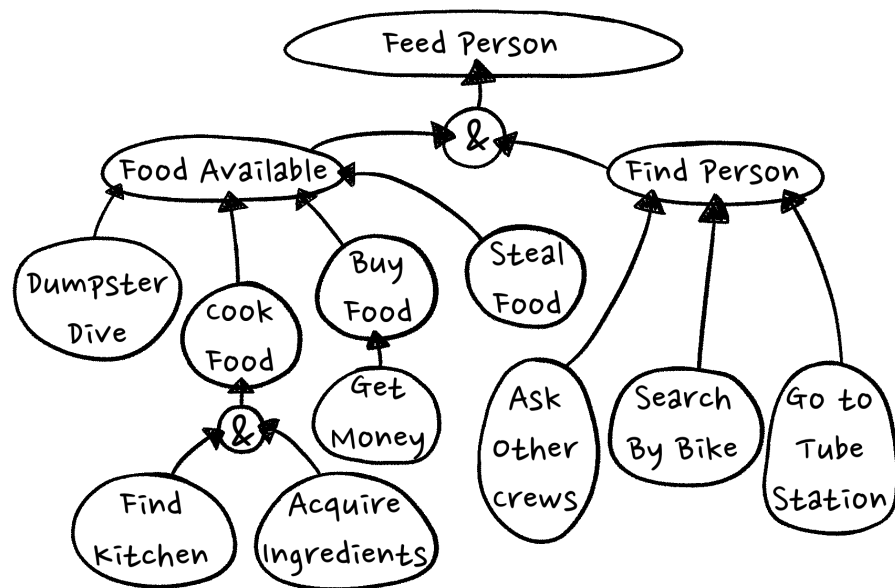 Feed Person
&
Food Available
Find Person
Dumpster
Dive
cook
Food
Buy
Food
Steal
Food
&
Get
Money
Find
Kitchen
Acquire
Ingredients
Ask
Other
crews
Search
By Bike
Go to
Tube
Station